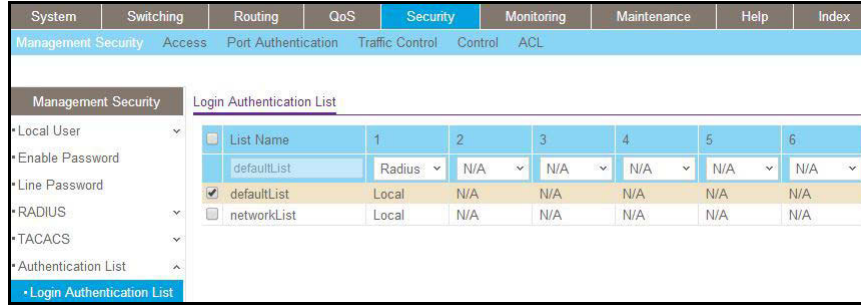 System Switching Routing QoS Security Monitoring Maintenance Help Index
Management Security Access Port Authentication Traffic Control Control ACL
Management Security
Local User
Enable Password
Line Password
RADIUS
TACACS
Authentication List
Login Authentication List
Login Authentication List
List Name 1 2 3 4 5 6
defaultList Radius N/A N/A N/A N/A N/A
defaultList Local N/A N/A N/A N/A N/A
networkList Local N/A N/A N/A N/A N/A